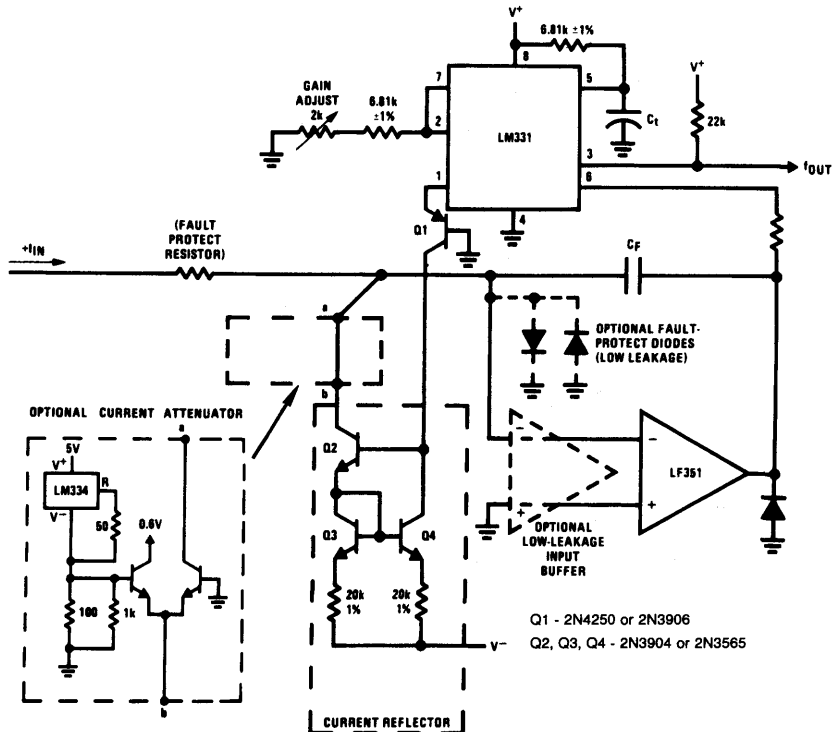 V+
6.81k ±1%
8
V+
GAIN
ADJUST
2k
6.81k
±1%
7
5
2
LM331
Ct
22k
3
fOUT
1
6
4
Q1
(FAULT
PROTECT
RESISTOR)
+IIN
CF
a
OPTIONAL FAULT-
PROTECT DIODES
(LOW LEAKAGE)
b
OPTIONAL CURRENT ATTENUATOR
a
5V
V+
LM334
R
V−
50
0.6V
100
1k
b
Q2
Q3
Q4
20k
1%
20k
1%
V−
CURRENT REFLECTOR
−
+
OPTIONAL
LOW-LEAKAGE
INPUT
BUFFER
−
LF351
+
Q1 - 2N4250 or 2N3906
Q2, Q3, Q4 - 2N3904 or 2N3565